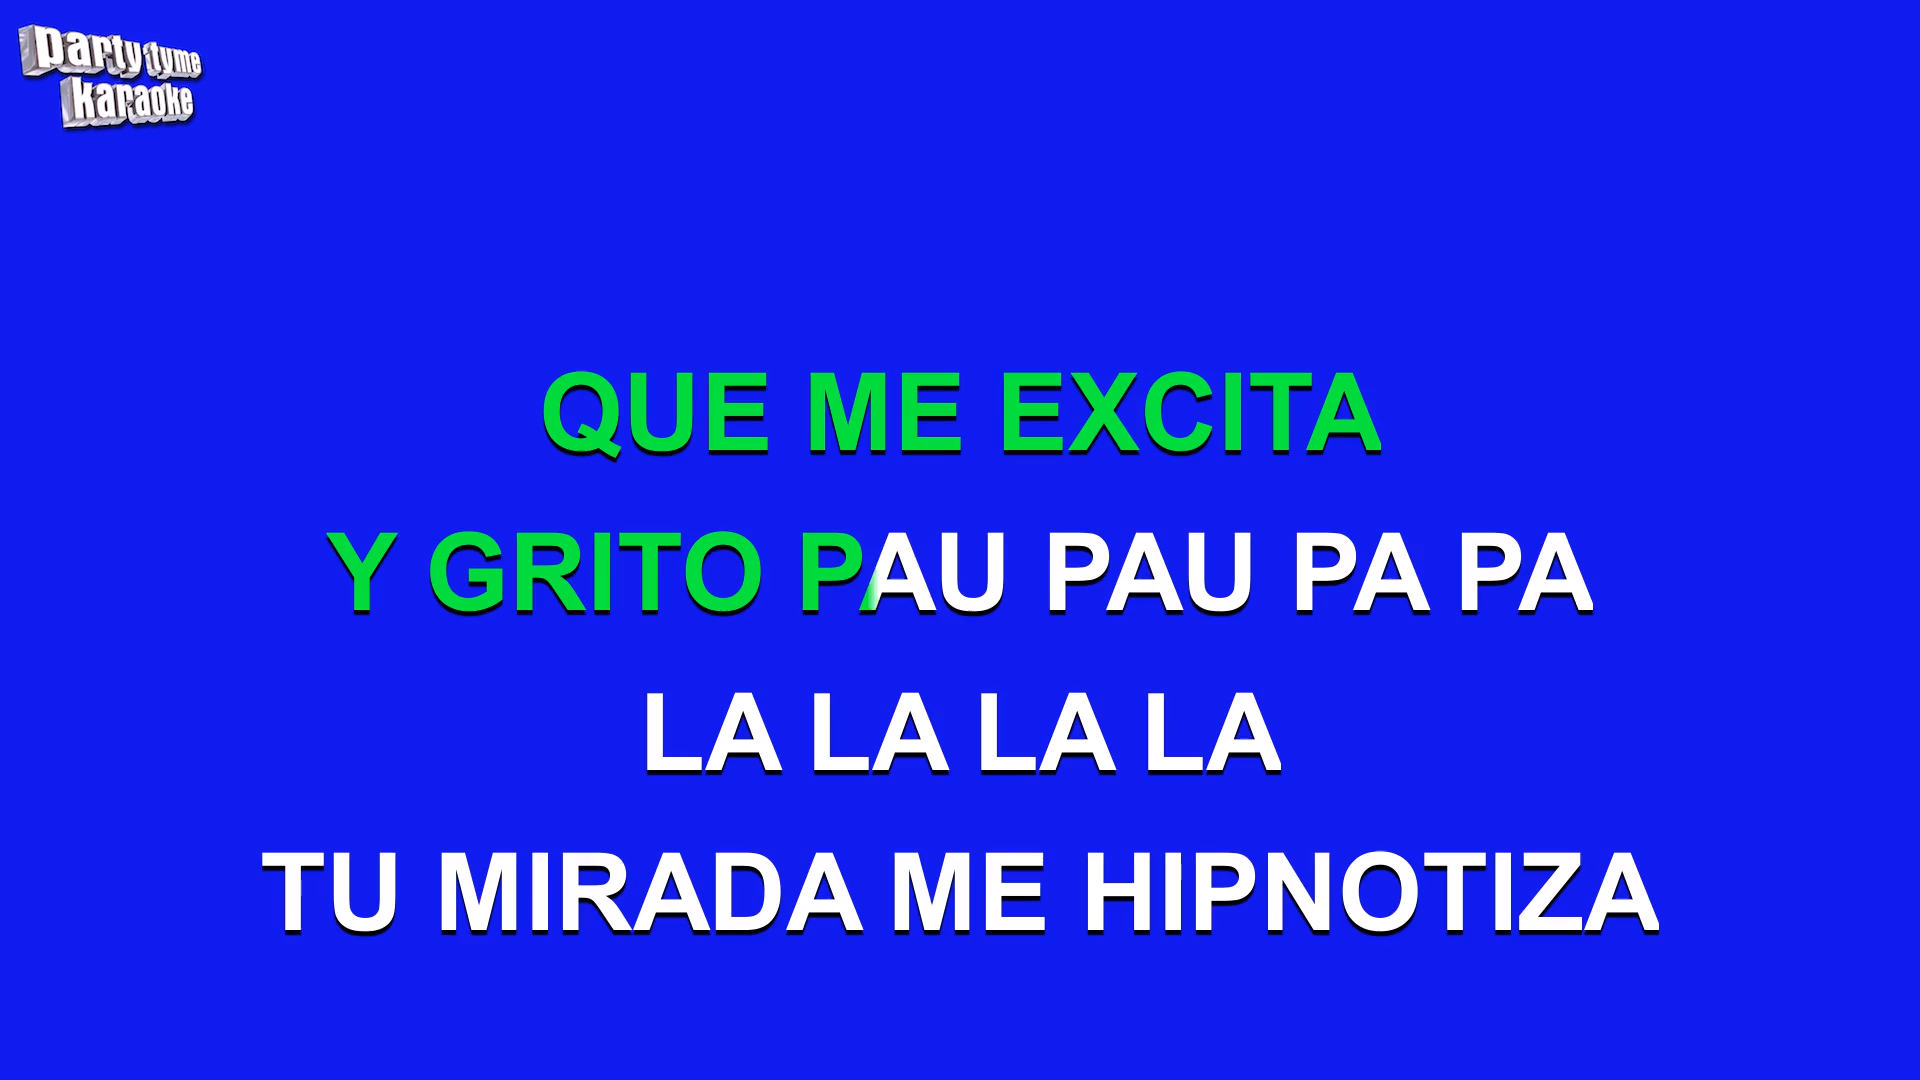 party tyme
karaoke
QUE ME EXCITA
Y GRITO PAU PAU PA PA
LA LA LA LA
TU MIRADA ME HIPNOTIZA